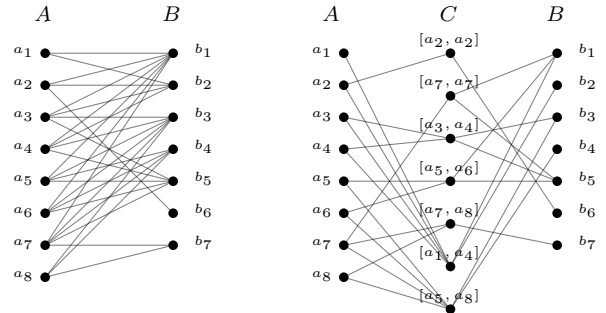 A B
a1 b1
a2 b2
a3 b3
a4 b4
a5 b5
a6 b6
a7 b7
a8
A C B
a1 [a2, a2] b1
a2 [a7, a7] b2
a3 [a3, a4] b3
a4 [a5, a6] b4
a5 [a7, a8] b5
a6 [a1, a4] b6
a7 [a5, a8] b7
a8